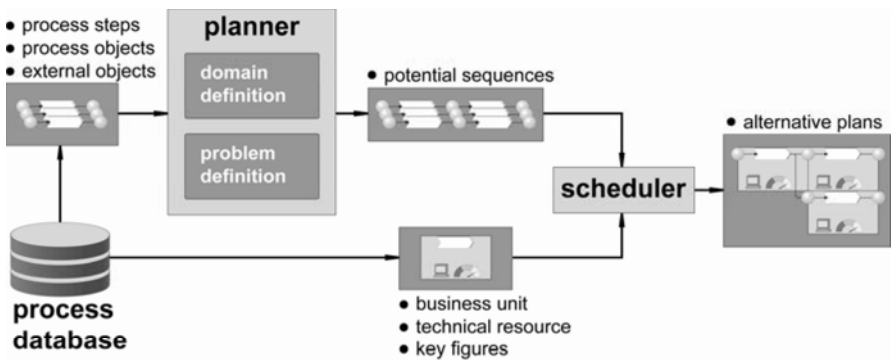 ● process steps
● process objects
● external objects
planner
domain
definition
problem
definition
● potential sequences
scheduler
● alternative plans
process
database
● business unit
● technical resource
● key figures